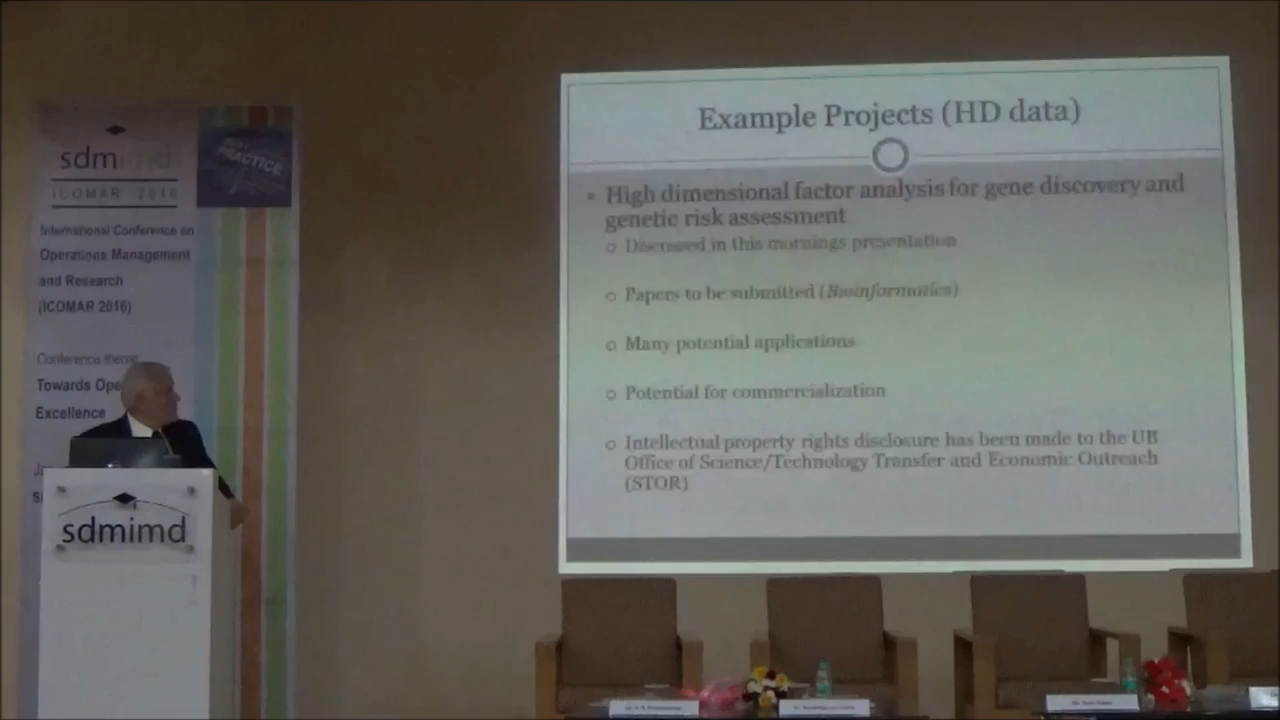 sdmimd
ICOMAR 2016
PRACTICE
International Conference on
Operations Management
and Research
(ICOMAR 2016)
Conference theme
Towards Ope
Excellence
sdmimd
Example Projects (HD data)
High dimensional factor analysis for gene discovery and
genetic risk assessment
Discussed in this mornings presentation
Papers to be submitted (Bioinformatics)
Many potential applications
Potential for commercialization
Intellectual property rights disclosure has been made to the UB
Office of Science/Technology Transfer and Economic Outreach
(STOR)